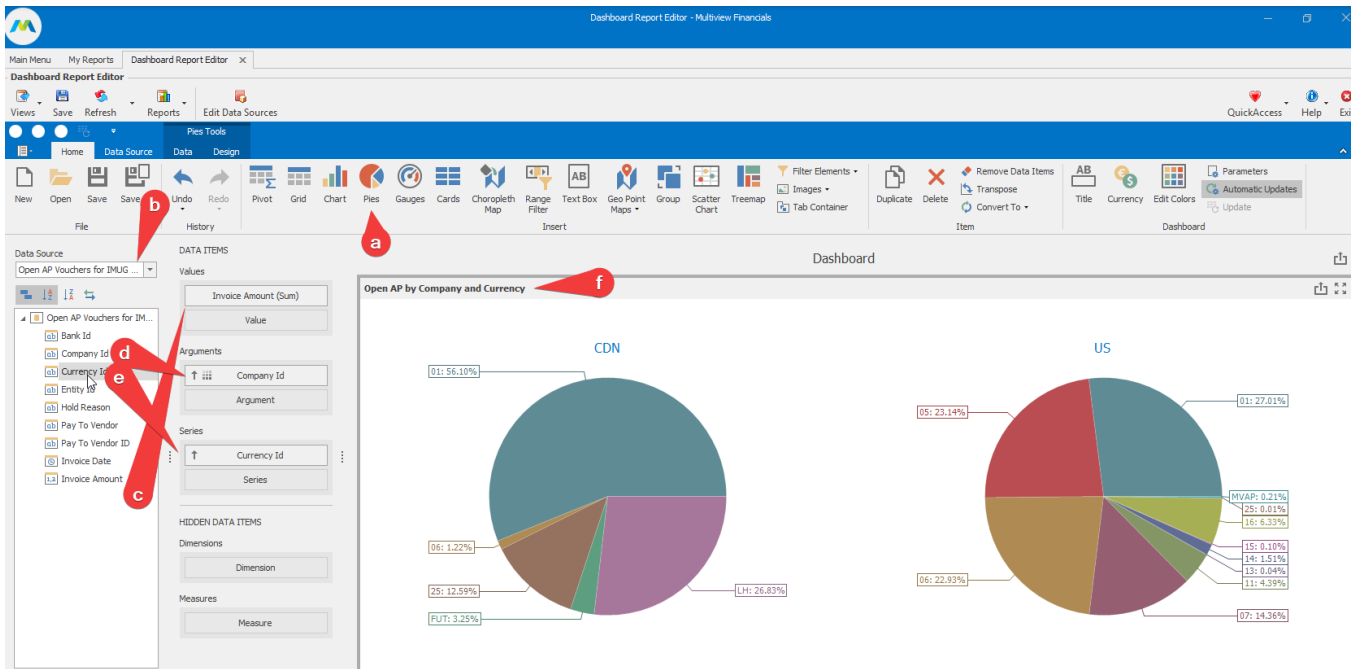 Dashboard Report Editor - Multiview Financials
Main Menu My Reports Dashboard Report Editor X
Dashboard Report Editor
Views Save Refresh Reports Edit Data Sources QuickAccess Help Exi
Pies Tools
Home Data Source Data Design
New Open Save Save Undo Redo Pivot Grid Chart Pies Gauges Cards Choropleth Map Range Filter Text Box Geo Point Maps Group Scatter Chart Treemap
Filter Elements
Images
Tab Container
Duplicate Delete
Remove Data Items
Transpose
Convert To
Title Currency Edit Colors
Parameters
Automatic Updates
Update
File History Insert Item Dashboard
b
a
Data Source
Open AP Vouchers for IMUG ...
Open AP Vouchers for IM...
Bank Id
Company Id
Currency Id
Entity Id
Hold Reason
Pay To Vendor
Pay To Vendor ID
Invoice Date
Invoice Amount
d
e
c
DATA ITEMS
Values
Invoice Amount (Sum)
Value
Arguments
Company Id
Argument
Series
Currency Id
Series
HIDDEN DATA ITEMS
Dimensions
Dimension
Measures
Measure
Dashboard
Open AP by Company and Currency
f
CDN
01: 56.10%
06: 1.22%
25: 12.59%
FUT: 3.25%
LH: 26.83%
US
05: 23.14%
01: 27.01%
MVAP: 0.21%
25: 0.01%
16: 6.33%
15: 0.10%
14: 1.51%
13: 0.04%
11: 4.39%
06: 22.93%
07: 14.36%